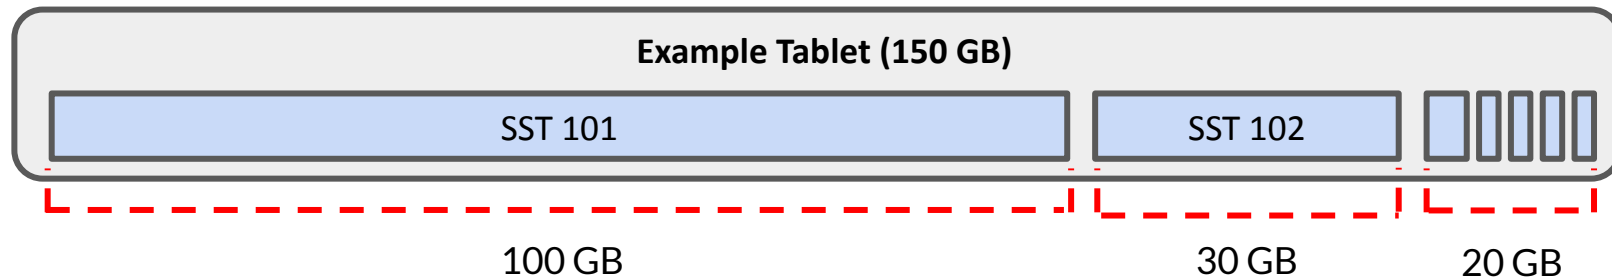 Example Tablet (150 GB)
SST 101
SST 102
100 GB
30 GB
20 GB